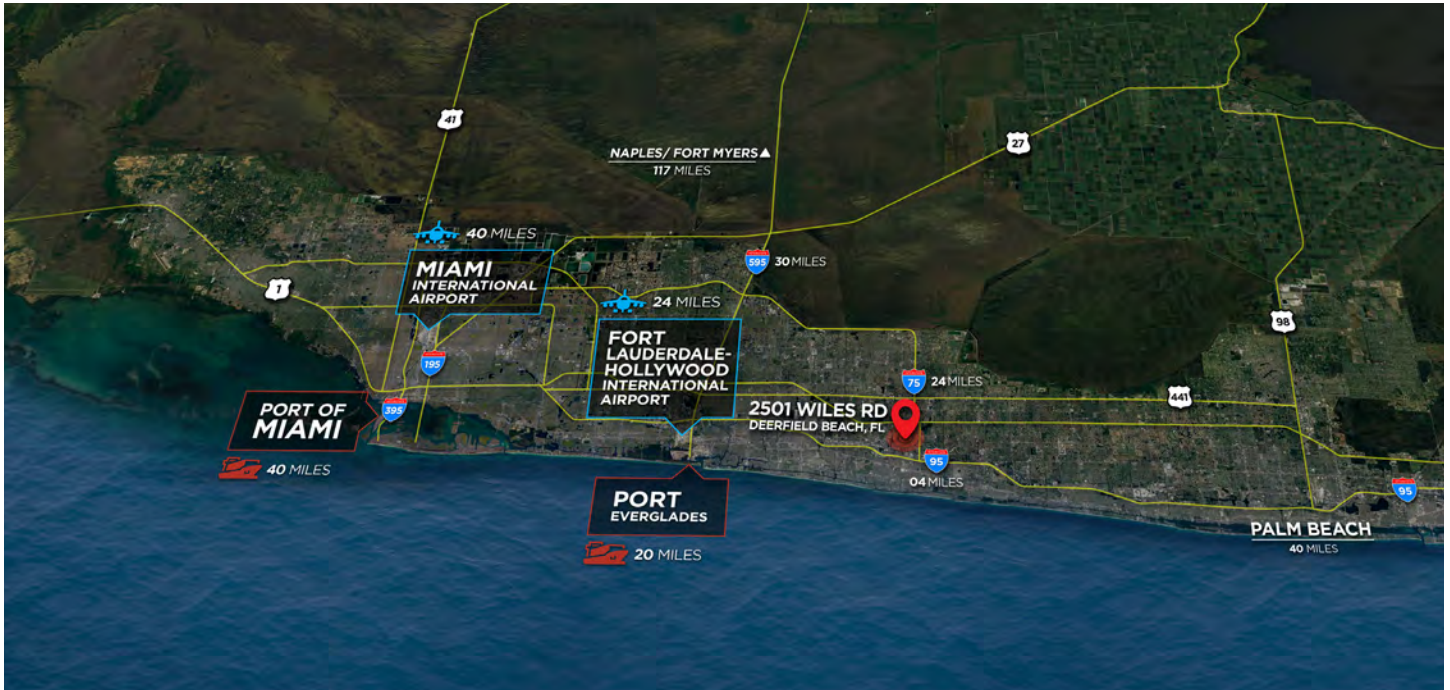 41
NAPLES/ FORT MYERS▲
117 MILES
27
40 MILES
MIAMI
INTERNATIONAL
AIRPORT
595
30 MILES
1
24 MILES
FORT
LAUDERDALE-
HOLLYWOOD
INTERNATIONAL
AIRPORT
98
195
75
24 MILES
441
395
PORT OF
MIAMI
40 MILES
2501 WILES RD
DEERFIELD BEACH, FL
95
04 MILES
95
PORT
EVERGLADES
20 MILES
PALM BEACH
40 MILES